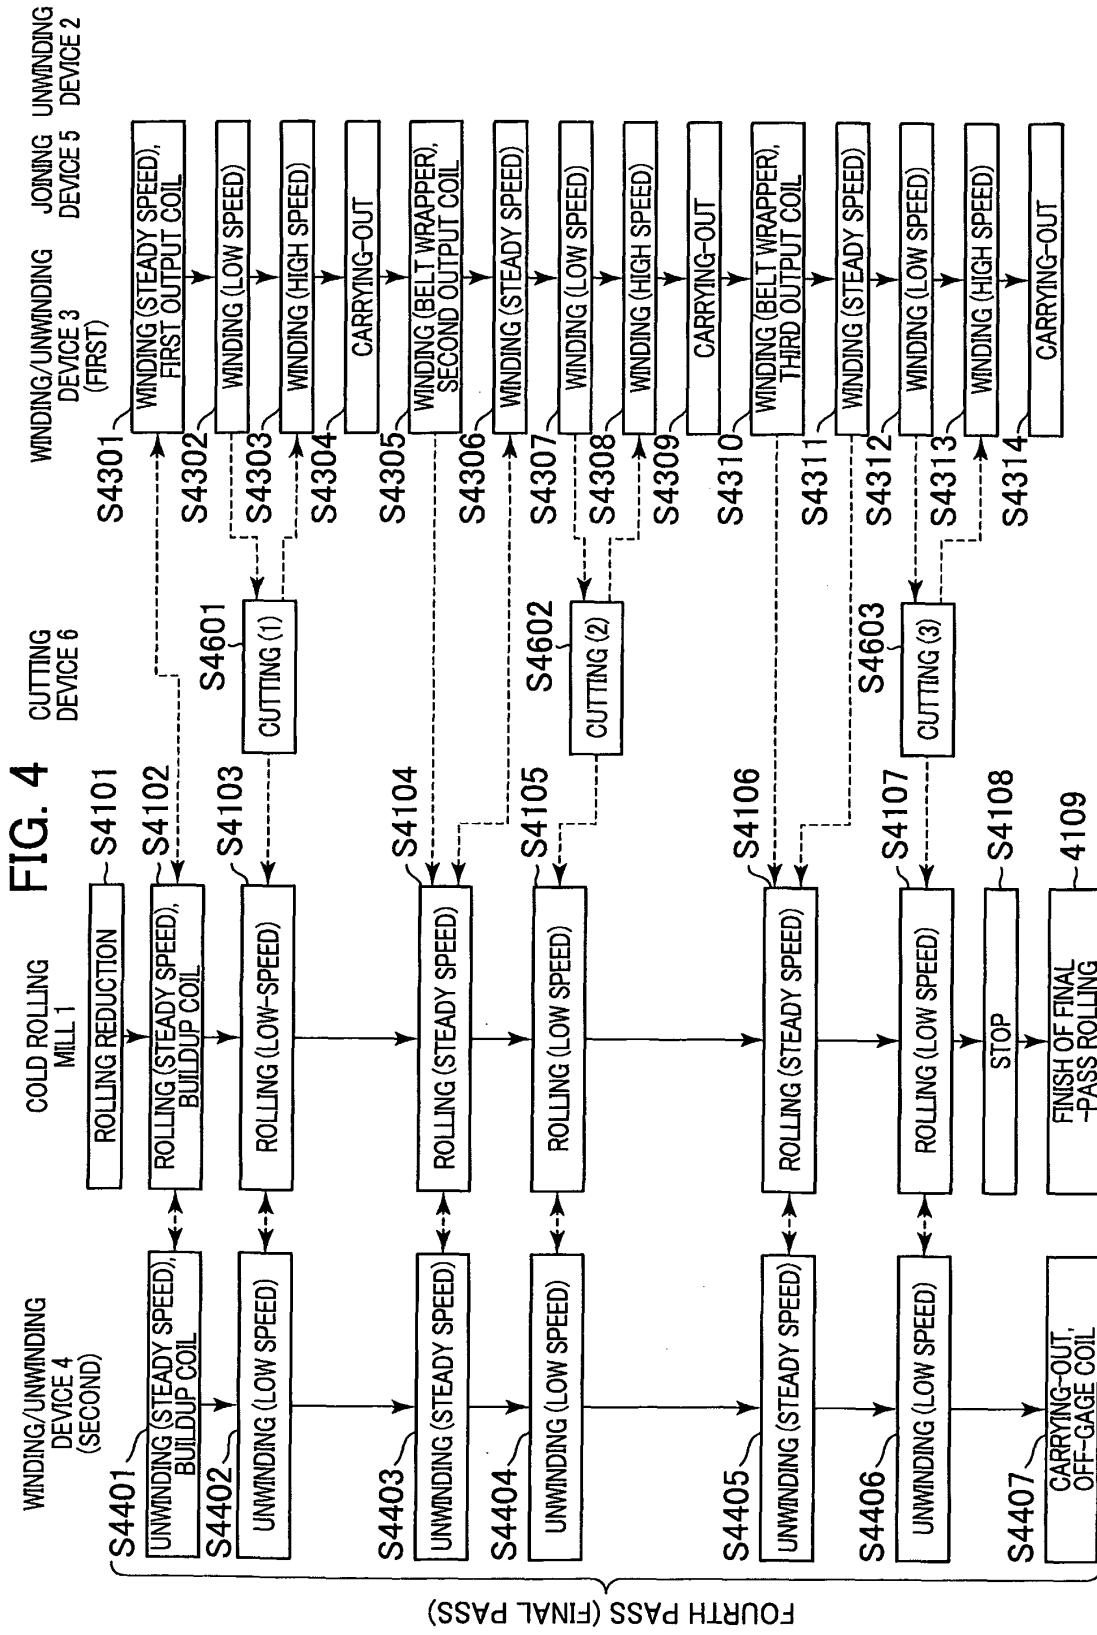 FIG. 4
WINDING/UNWINDING
DEVICE 4
(SECOND)
COLD ROLLING
MILL 1
CUTTING
DEVICE 6
WINDING/UNWINDING
DEVICE 3
(FIRST)
JOINING
DEVICE 5
UNWINDING
DEVICE 2
FOURTH PASS (FINAL PASS)
S4401
UNWINDING (STEADY SPEED),
BUILDUP COIL
S4402
UNWINDING (LOW SPEED)
S4403
UNWINDING (STEADY SPEED)
S4404
UNWINDING (LOW SPEED)
S4405
UNWINDING (STEADY SPEED)
S4406
UNWINDING (LOW SPEED)
S4407
CARRYING-OUT,
OFF-GAGE COIL
S4101
ROLLING REDUCTION
S4102
ROLLING (STEADY SPEED),
BUILDUP COIL
S4103
ROLLING (LOW-SPEED)
S4104
ROLLING (STEADY SPEED)
S4105
ROLLING (LOW SPEED)
S4106
ROLLING (STEADY SPEED)
S4107
ROLLING (LOW SPEED)
S4108
STOP
4109
FINISH OF FINAL
-PASS ROLLING
S4601
CUTTING (1)
S4602
CUTTING (2)
S4603
CUTTING (3)
S4301
WINDING (STEADY SPEED),
FIRST OUTPUT COIL
S4302
WINDING (LOW SPEED)
S4303
WINDING (HIGH SPEED)
S4304
CARRYING-OUT
S4305
WINDING (BELT WRAPPER),
SECOND OUTPUT COIL
S4306
WINDING (STEADY SPEED)
S4307
WINDING (LOW SPEED)
S4308
WINDING (HIGH SPEED)
S4309
CARRYING-OUT
S4310
WINDING (BELT WRAPPER),
THIRD OUTPUT COIL
S4311
WINDING (STEADY SPEED)
S4312
WINDING (LOW SPEED)
S4313
WINDING (HIGH SPEED)
S4314
CARRYING-OUT